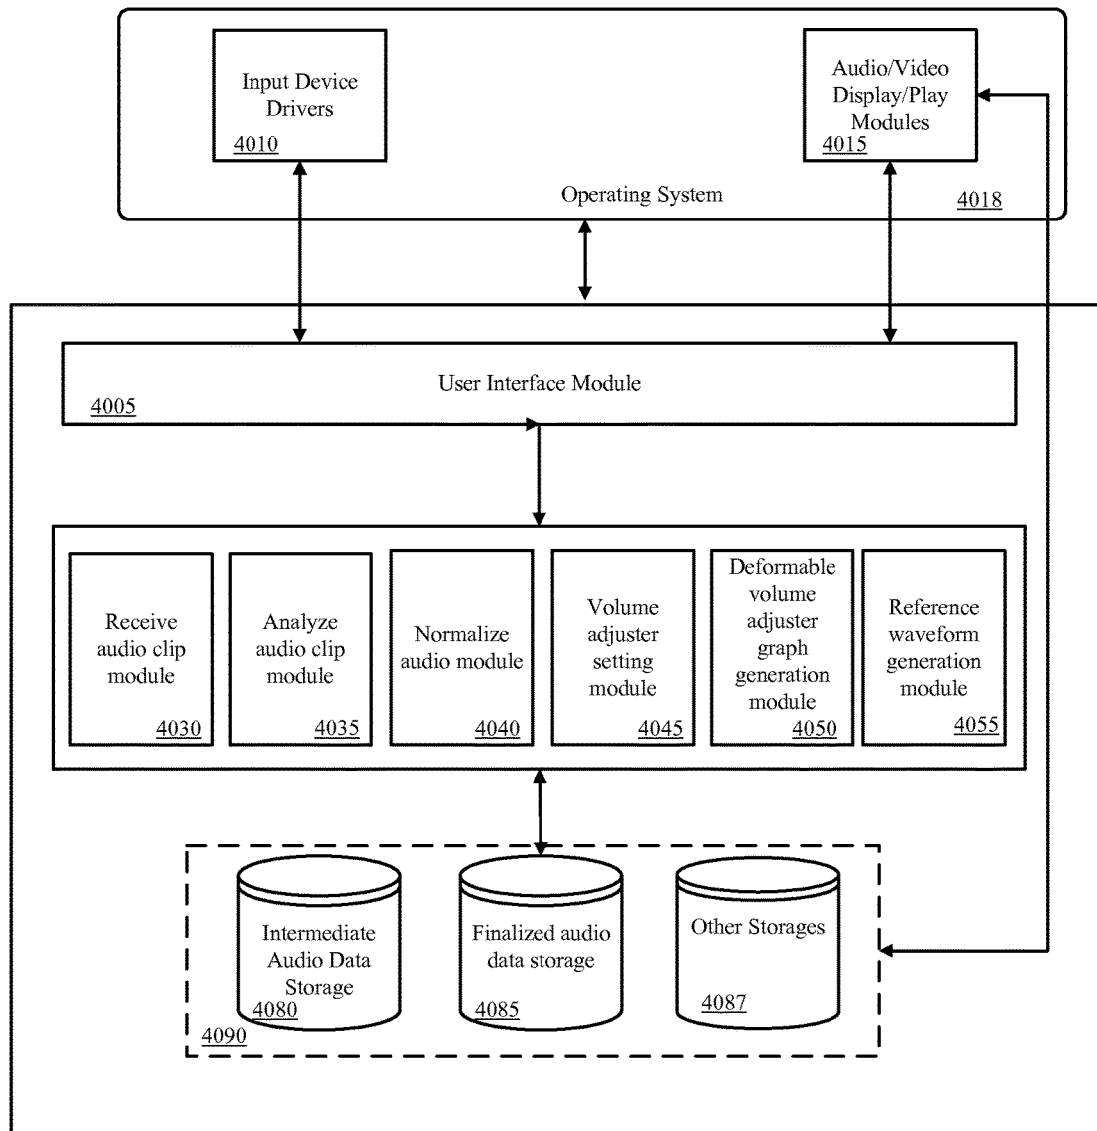 Input Device
Drivers
4010
Audio/Video
Display/Play
Modules
4015
Operating System
4018
User Interface Module
4005
Receive
audio clip
module
4030
Analyze
audio clip
module
4035
Normalize
audio module
4040
Volume
adjuster
setting
module
4045
Deformable
volume
adjuster
graph
generation
module
4050
Reference
waveform
generation
module
4055
Intermediate
Audio Data
Storage
4080
Finalized audio
data storage
4085
Other Storages
4087
4090